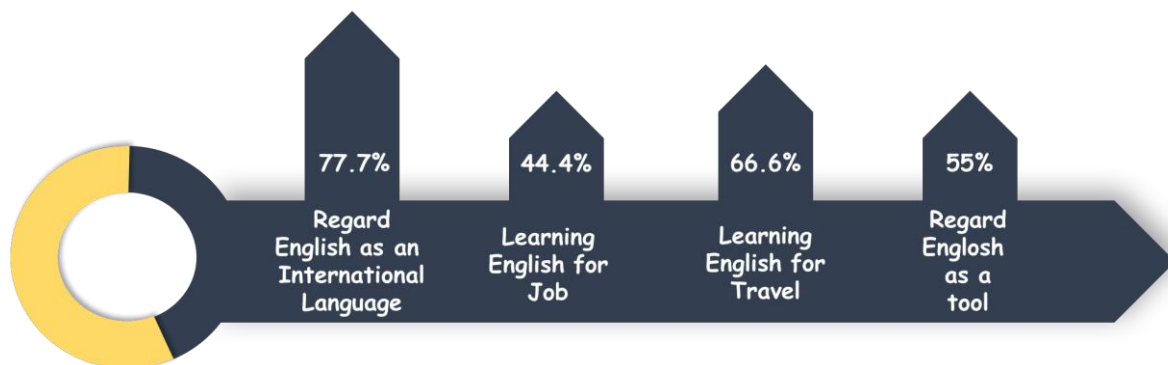 77.7%
Regard
English as an
International
Language
44.4%
Learning
English for
Job
66.6%
Learning
English for
Travel
55%
Regard
Englosh
as a
tool